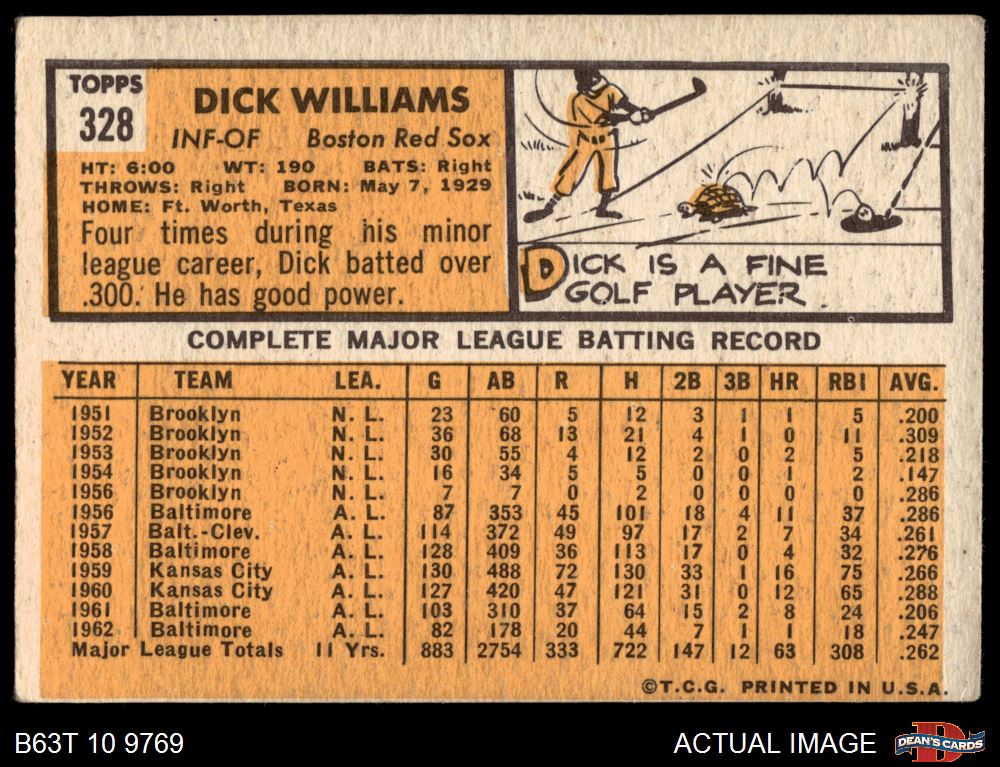 TOPPS
328
DICK WILLIAMS
INF-OF Boston Red Sox
HT: 6:00 WT: 190 BATS: Right
THROWS: Right BORN: May 7, 1929
HOME: Ft. Worth, Texas
Four times during his minor
league career, Dick batted over
.300. He has good power.
DICK IS A FINE
GOLF PLAYER.
COMPLETE MAJOR LEAGUE BATTING RECORD
YEAR TEAM LEA. G AB R H 2B 3B HR RBI AVG.
1951 Brooklyn N. L. 23 60 5 12 3 1 1 5 .200
1952 Brooklyn N. L. 36 68 13 21 4 1 0 11 .309
1953 Brooklyn N. L. 30 55 4 12 2 0 2 5 .218
1954 Brooklyn N. L. 16 34 5 5 0 0 1 2 .147
1956 Brooklyn N. L. 7 7 0 2 0 0 0 0 .286
1956 Baltimore A. L. 87 353 45 101 18 4 11 37 .286
1957 Balt.-Clev. A. L. 114 372 49 97 17 2 7 34 .261
1958 Baltimore A. L. 128 409 36 113 17 0 4 32 .276
1959 Kansas City A. L. 130 488 72 130 33 1 16 75 .266
1960 Kansas City A. L. 127 420 47 121 31 0 12 65 .288
1961 Baltimore A. L. 103 310 37 64 15 2 8 24 .206
1962 Baltimore A. L. 82 178 20 44 7 1 1 18 .247
Major League Totals 11 Yrs. 883 2754 333 722 147 12 63 308 .262
©T.C.G. PRINTED IN U.S.A.
B63T 10 9769 ACTUAL IMAGE DEAN'S CARDS